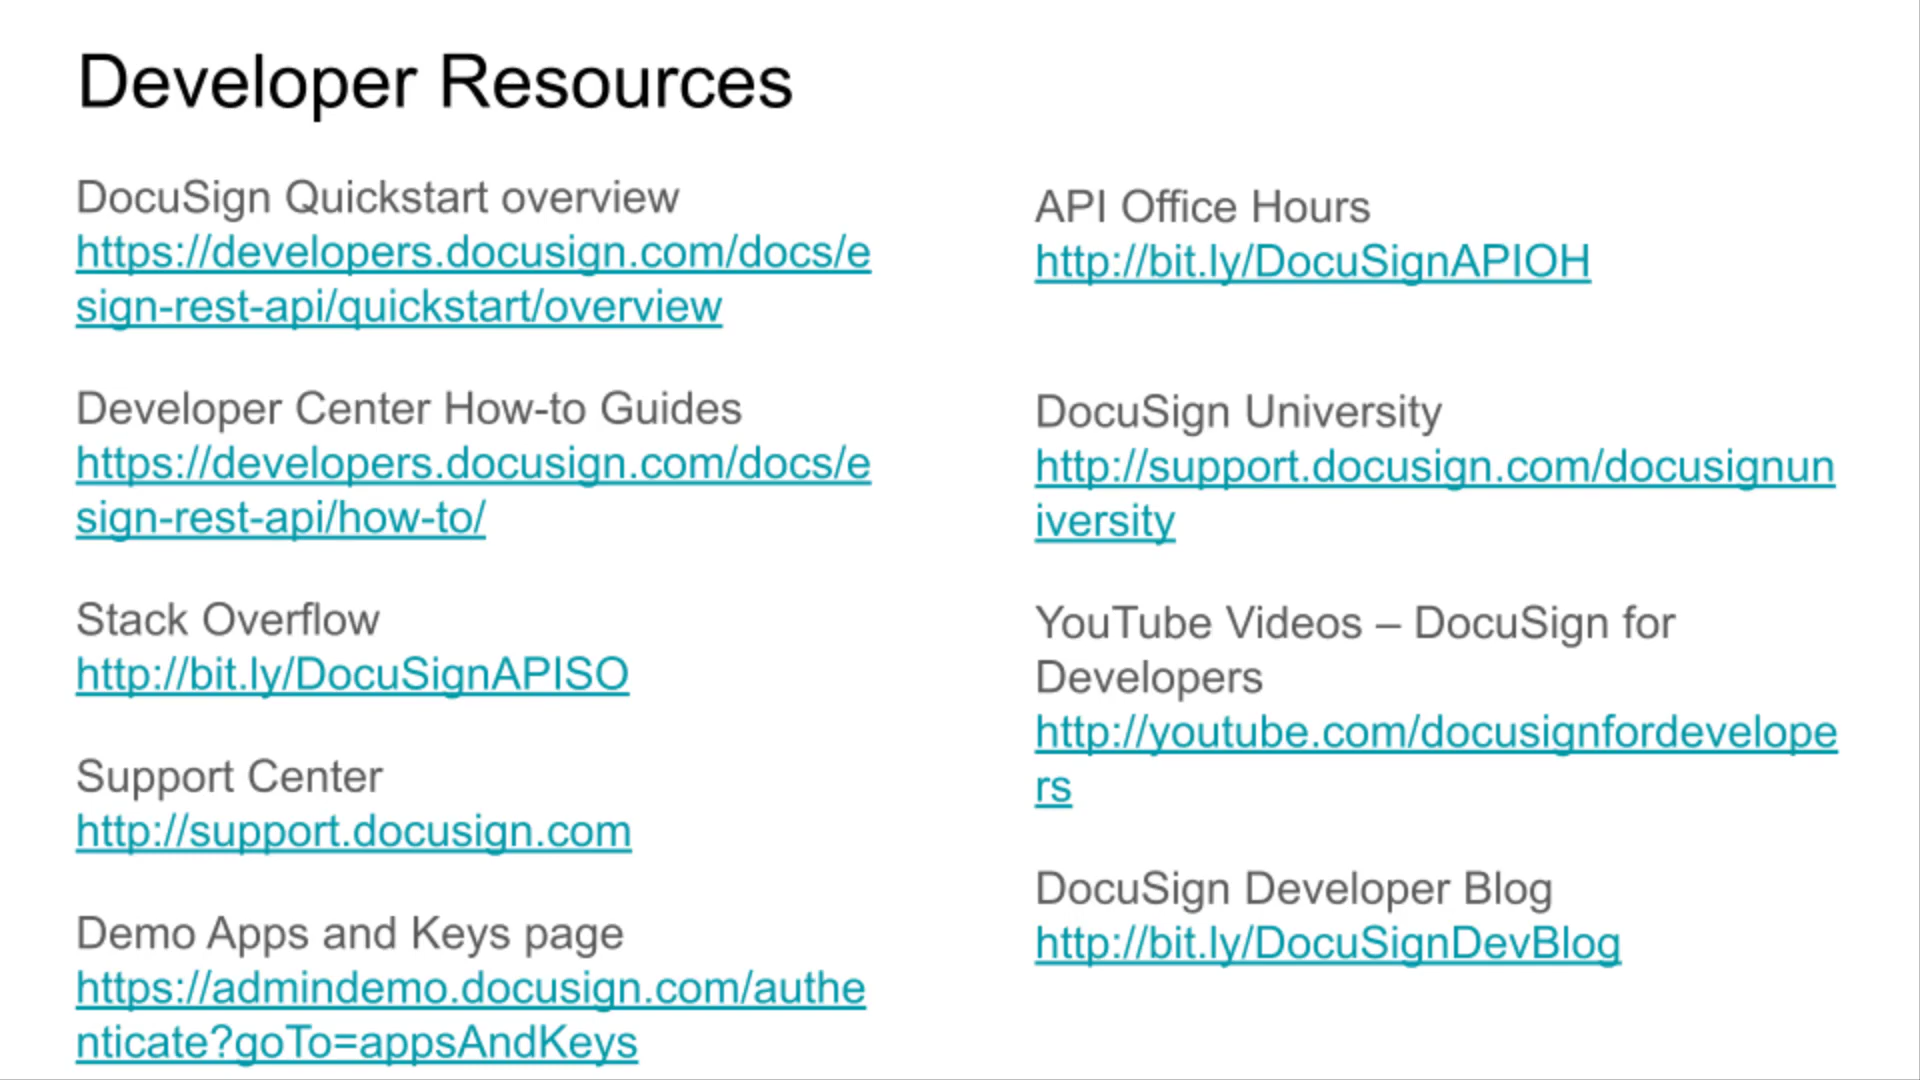 Developer Resources
DocuSign Quickstart overview
https://developers.docusign.com/docs/e
sign-rest-api/quickstart/overview
Developer Center How-to Guides
https://developers.docusign.com/docs/e
sign-rest-api/how-to/
Stack Overflow
http://bit.ly/DocuSignAPISO
Support Center
http://support.docusign.com
Demo Apps and Keys page
https://admindemo.docusign.com/authe
nticate?goTo=appsAndKeys
API Office Hours
http://bit.ly/DocuSignAPIOH
DocuSign University
http://support.docusign.com/docusignun
iversity
YouTube Videos – DocuSign for
Developers
http://youtube.com/docusignfordevelope
rs
DocuSign Developer Blog
http://bit.ly/DocuSignDevBlog